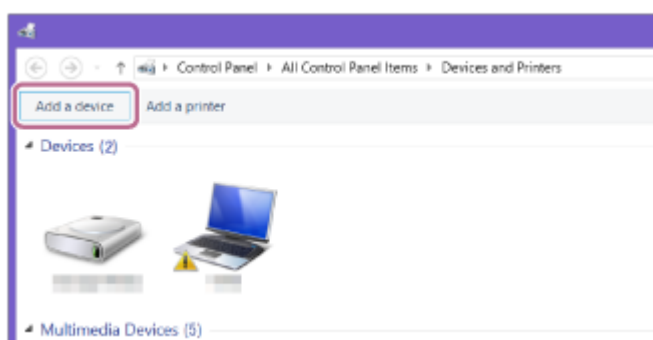 Control Panel ▸ All Control Panel Items ▸ Devices and Printers
Add a device Add a printer
Devices (2)
Multimedia Devices (5)